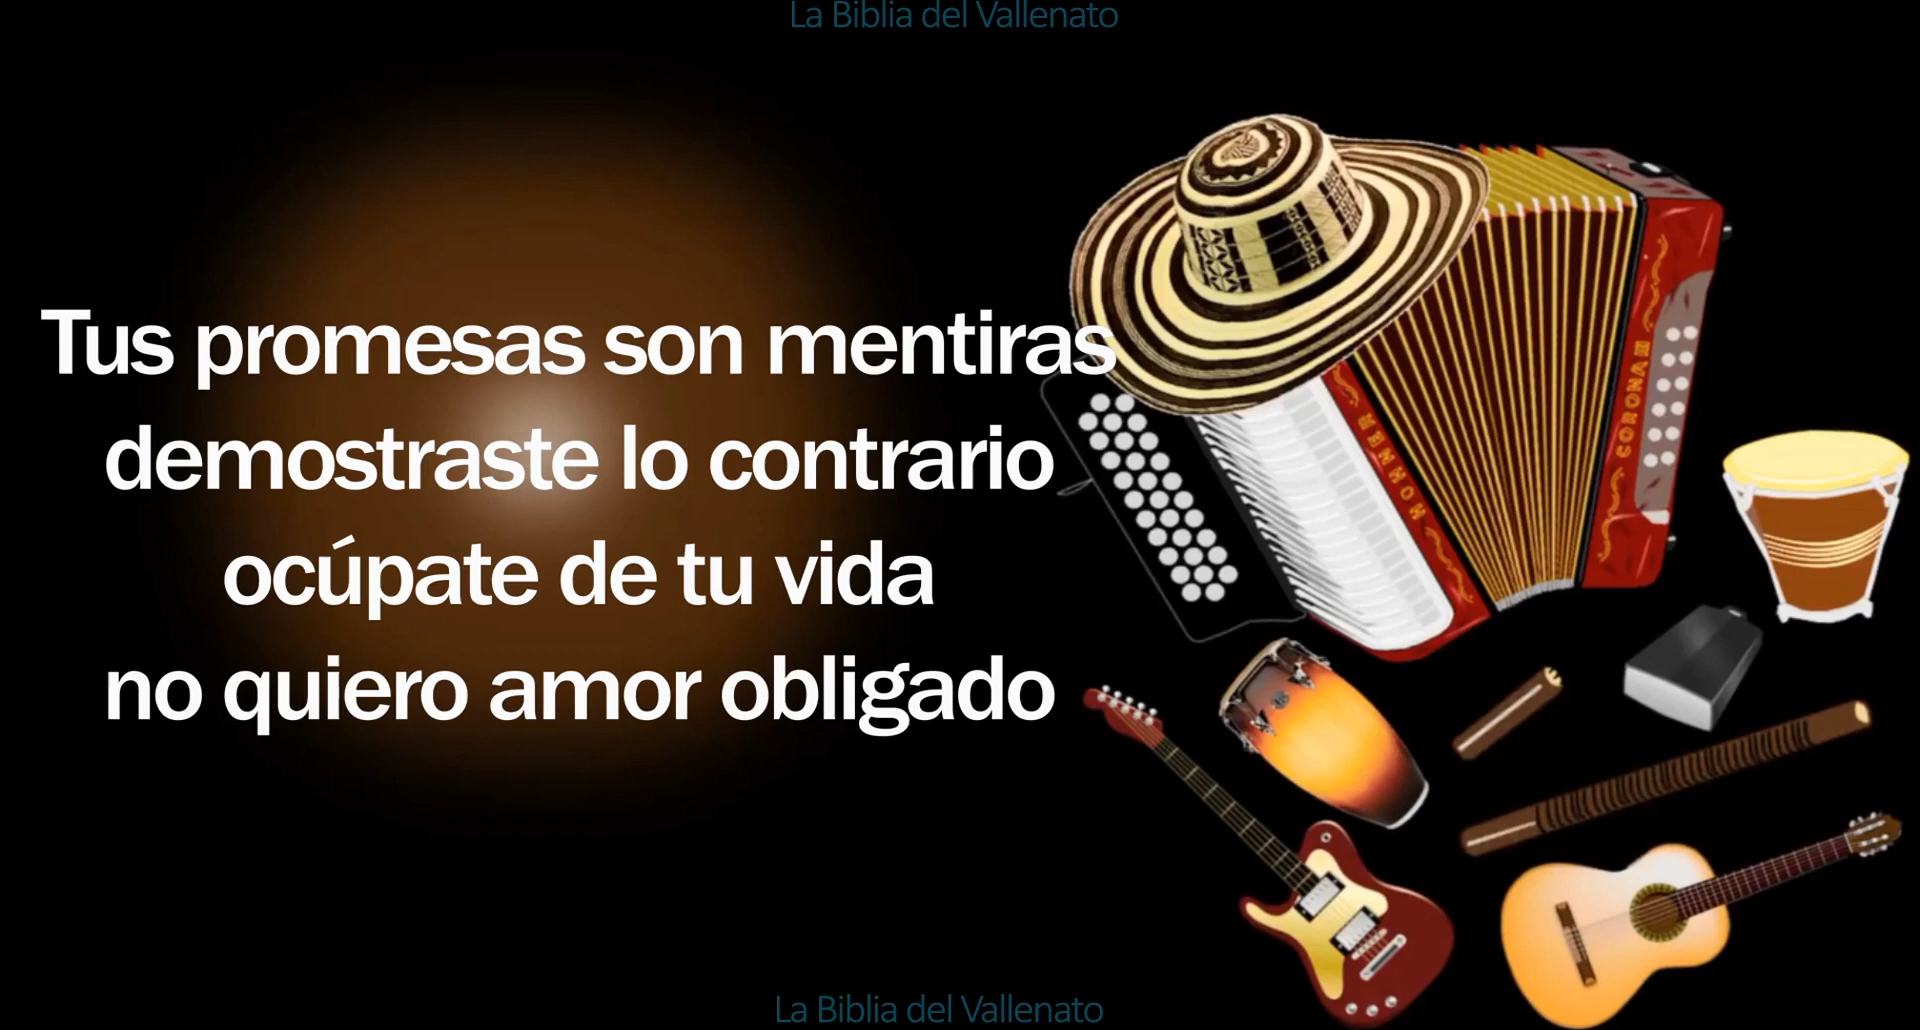 La Biblia del Vallenato
Tus promesas son mentiras
demostraste lo contrario
ocúpate de tu vida
no quiero amor obligado
HOHNER
CORONA III
La Biblia del Vallenato